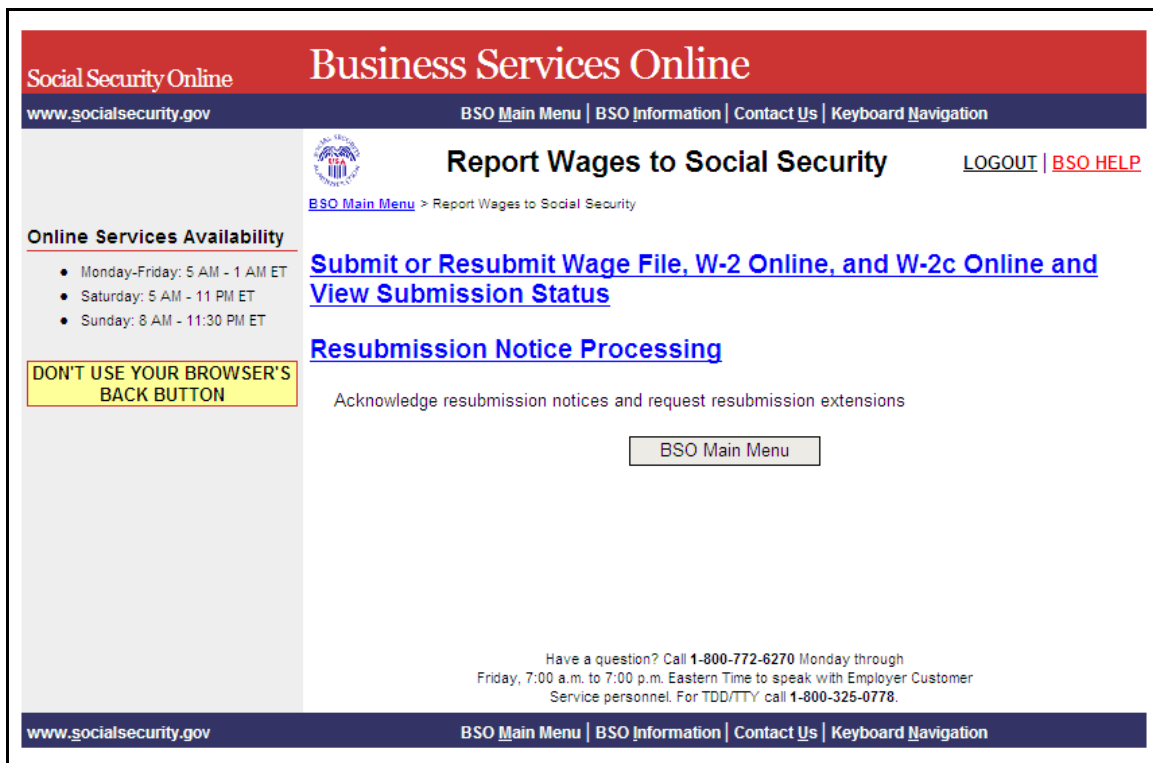 Social Security Online
Business Services Online
www.socialsecurity.gov
BSO Main Menu | BSO Information | Contact Us | Keyboard Navigation
USA
Report Wages to Social Security
LOGOUT | BSO HELP
BSO Main Menu > Report Wages to Social Security
Online Services Availability
● Monday-Friday: 5 AM - 1 AM ET
● Saturday: 5 AM - 11 PM ET
● Sunday: 8 AM - 11:30 PM ET
DON'T USE YOUR BROWSER'S
BACK BUTTON
Submit or Resubmit Wage File, W-2 Online, and W-2c Online and
View Submission Status
Resubmission Notice Processing
Acknowledge resubmission notices and request resubmission extensions
BSO Main Menu
Have a question? Call 1-800-772-6270 Monday through
Friday, 7:00 a.m. to 7:00 p.m. Eastern Time to speak with Employer Customer
Service personnel. For TDD/TTY call 1-800-325-0778.
www.socialsecurity.gov
BSO Main Menu | BSO Information | Contact Us | Keyboard Navigation